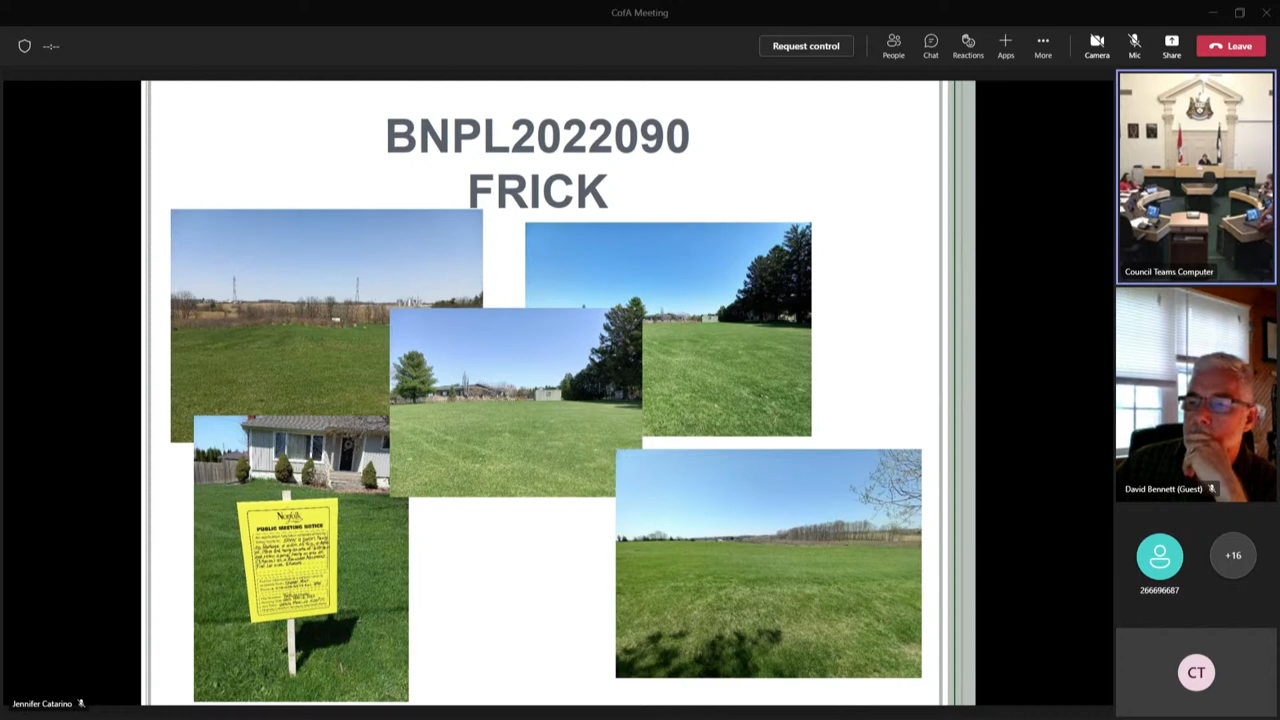 CofA Meeting
--:--
Request control
People
Chat
Reactions
Apps
More
Camera
Mic
Share
Leave
BNPL2022090
FRICK
Norfolk
PUBLIC MEETING NOTICE
Council Teams Computer
David Bennett (Guest)
266696687
+16
CT
Jennifer Catarino